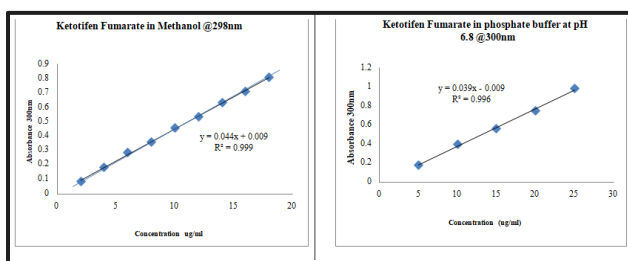 Ketotifen Fumarate in Methanol @298nm
0.9
0.8
0.7
0.6
0.5
0.4
0.3
0.2
0.1
0
Absorbance 300nm
y = 0.044x + 0.009
R² = 0.999
0 5 10 15 20
Concentration ug/ml
Ketotifen Fumarate in phosphate buffer at pH
6.8 @300nm
1.2
1
0.8
0.6
0.4
0.2
0
Absorbance 300nm
y = 0.039x - 0.009
R² = 0.996
0 5 10 15 20 25 30
Concentration (ug/ml)